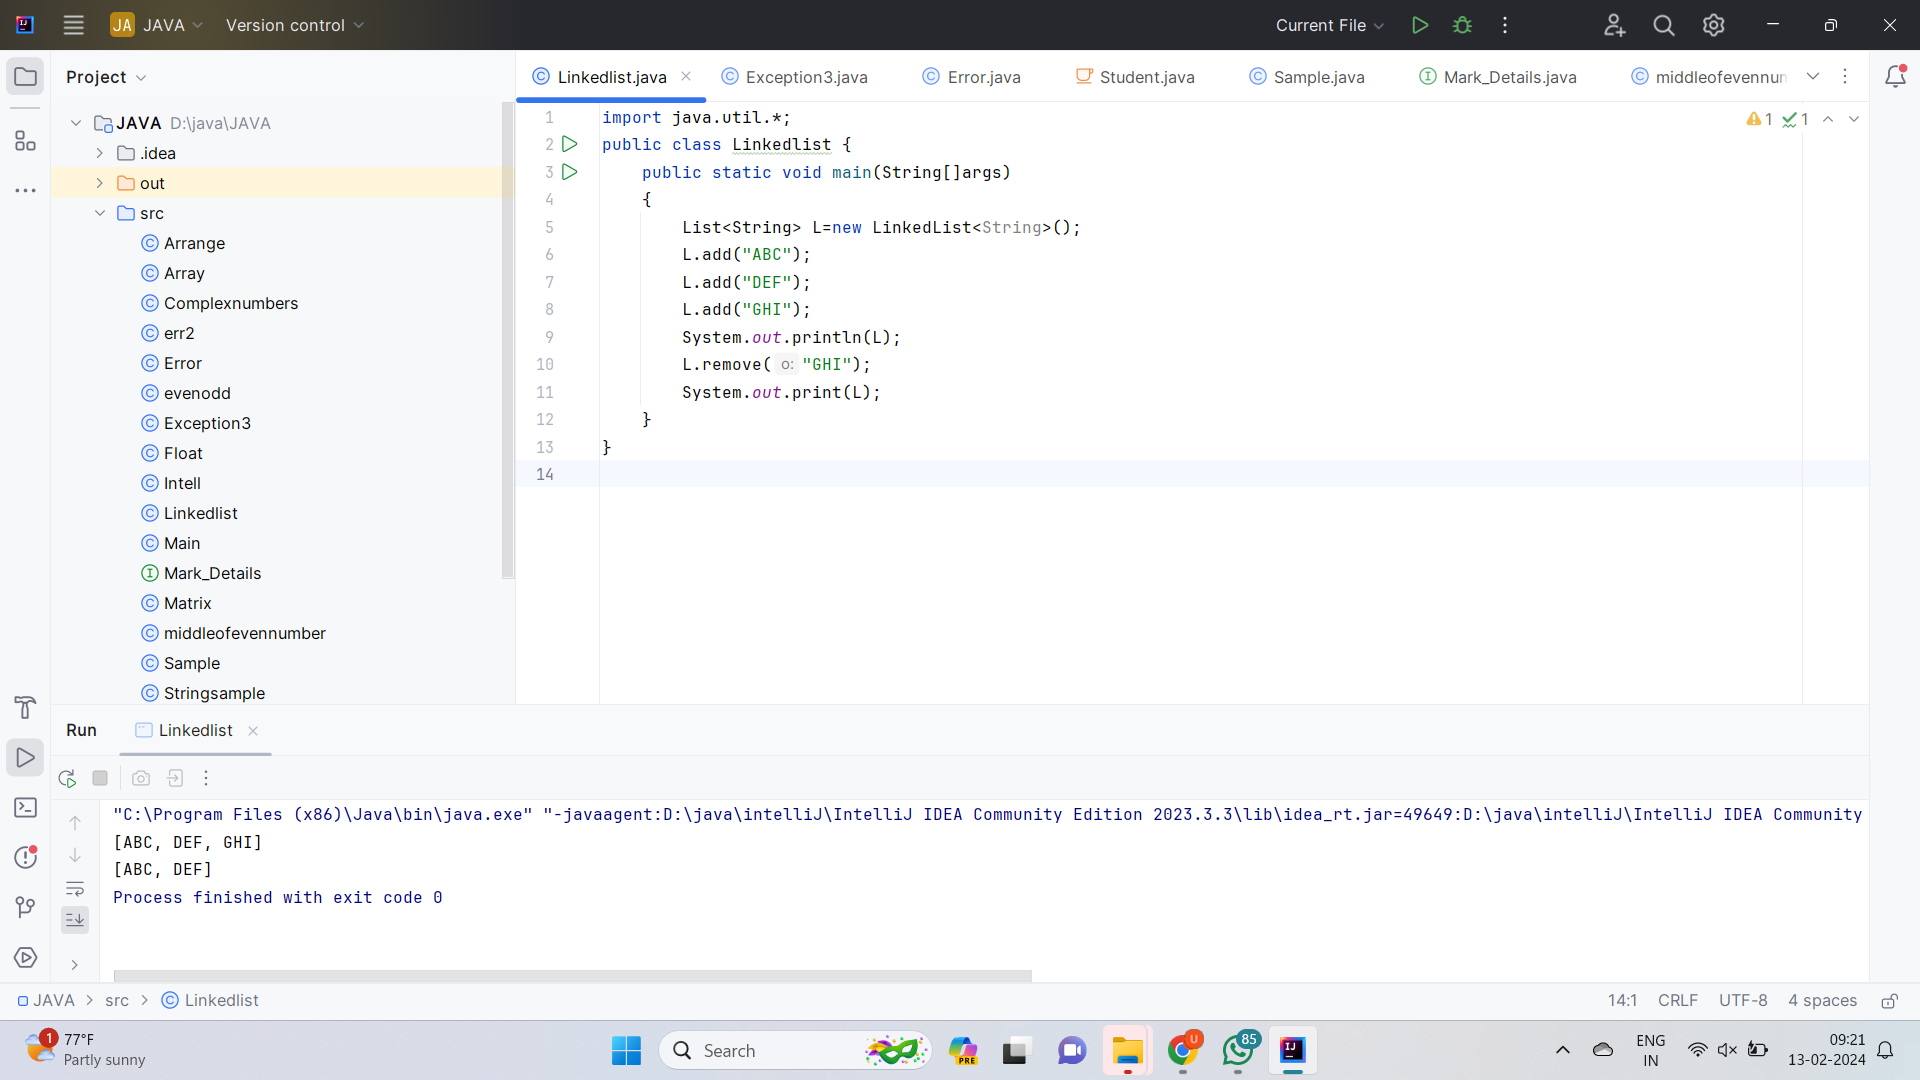 JA JAVA Version control Current File
Project
Linkedlist.java Exception3.java Error.java Student.java Sample.java Mark_Details.java middleofevennun
JAVA D:\java\JAVA
.idea
out
src
Arrange
Array
Complexnumbers
err2
Error
evenodd
Exception3
Float
Intell
Linkedlist
Main
Mark_Details
Matrix
middleofevennumber
Sample
Stringsample
1 import java.util.*;
2 public class Linkedlist {
3 public static void main(String[]args)
4 {
5 List<String> L=new LinkedList<String>();
6 L.add("ABC");
7 L.add("DEF");
8 L.add("GHI");
9 System.out.println(L);
10 L.remove( o: "GHI");
11 System.out.print(L);
12 }
13 }
14
1 1
Run Linkedlist
"C:\Program Files (x86)\Java\bin\java.exe" "-javaagent:D:\java\intelliJ\IntelliJ IDEA Community Edition 2023.3.3\lib\idea_rt.jar=49649:D:\java\intelliJ\IntelliJ IDEA Community
[ABC, DEF, GHI]
[ABC, DEF]
Process finished with exit code 0
JAVA > src > Linkedlist 14:1 CRLF UTF-8 4 spaces
1 77°F
Partly sunny
Search
PRE
U
85
ENG
IN
09:21
13-02-2024